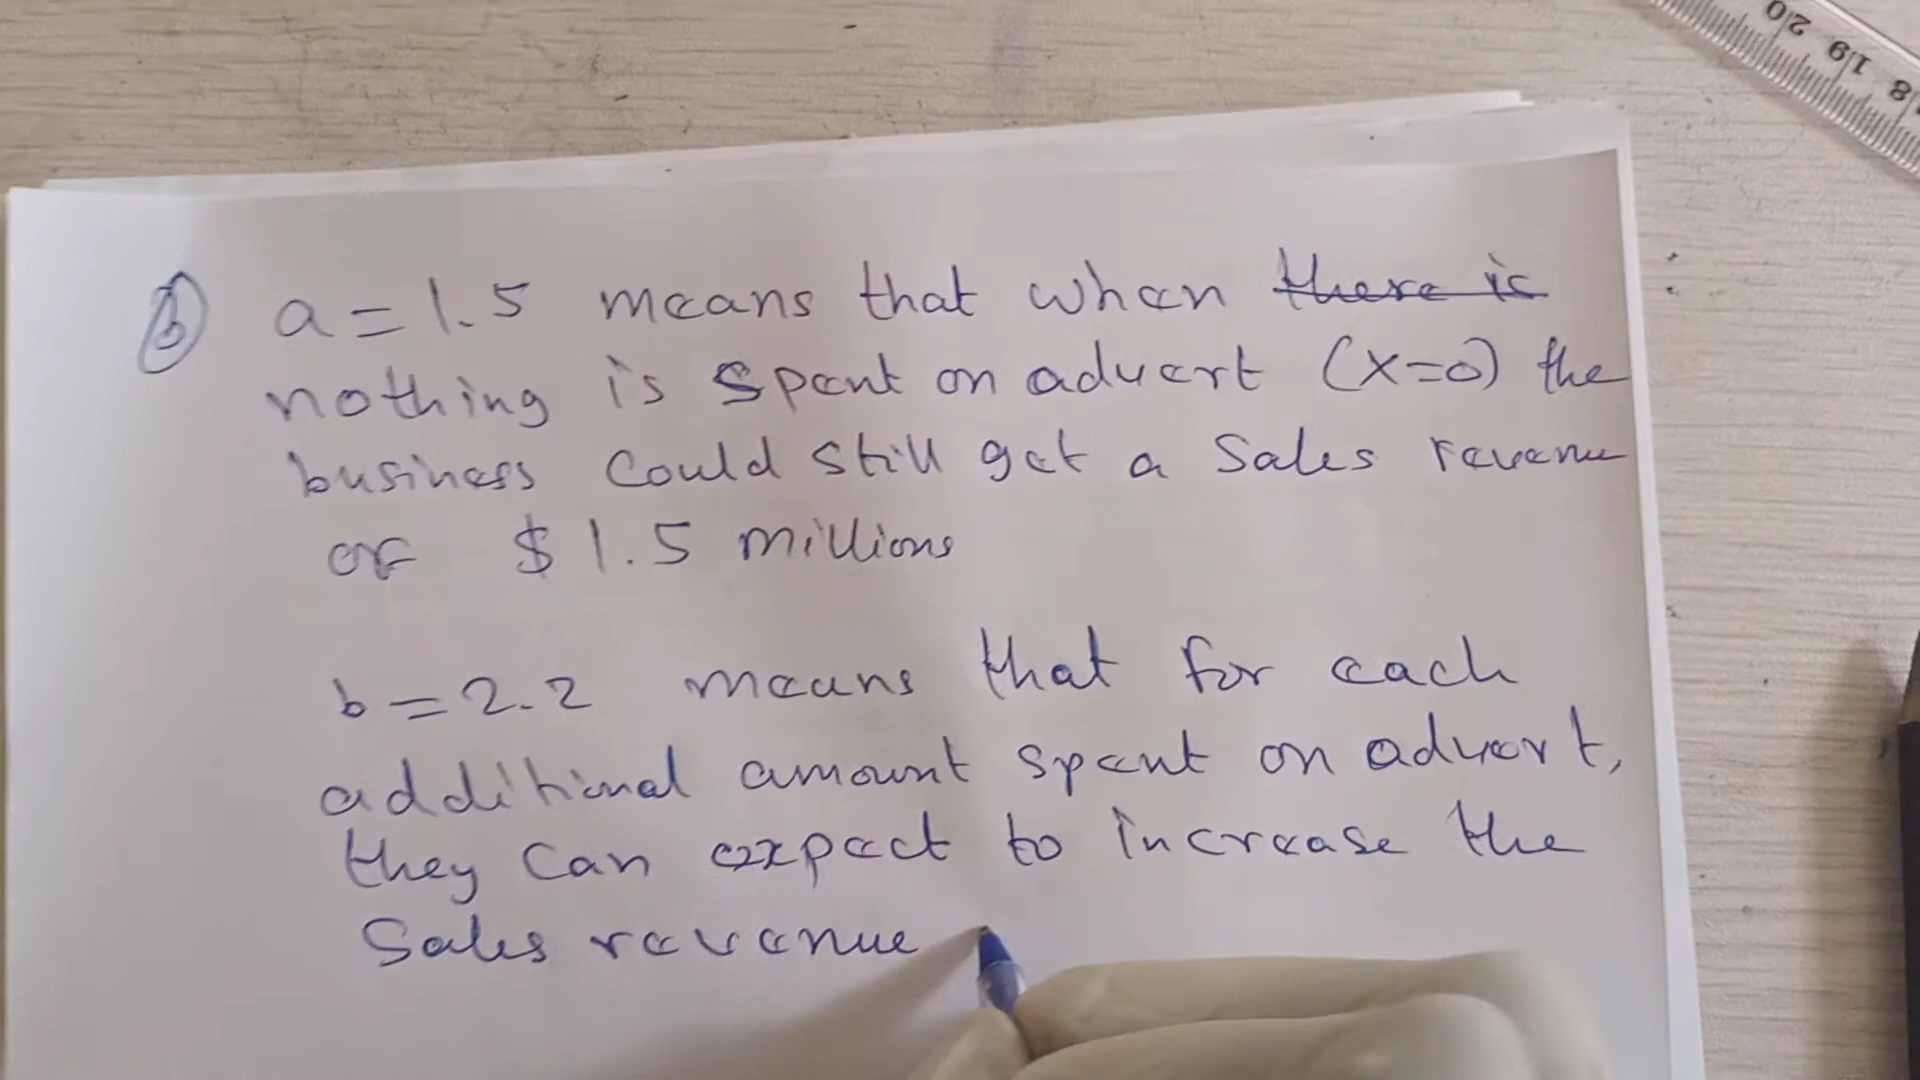 (b) a = 1.5 means that when there is
nothing is spent on advert (x=0) the
business could still get a sales revenue
of $1.5 millions
b = 2.2 means that for each
additional amount spent on advert,
they can expect to increase the
Sales revenue
20 19 8